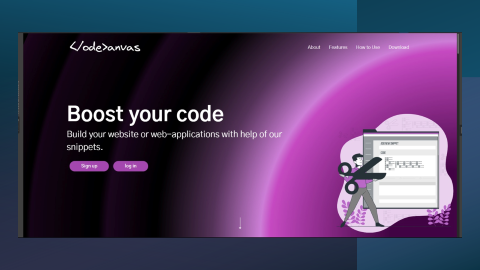 </ode>anvas
About
Features
How to Use
Download
Boost your code
Build your website or web-applications with help of our
snippets.
Sign up
log in